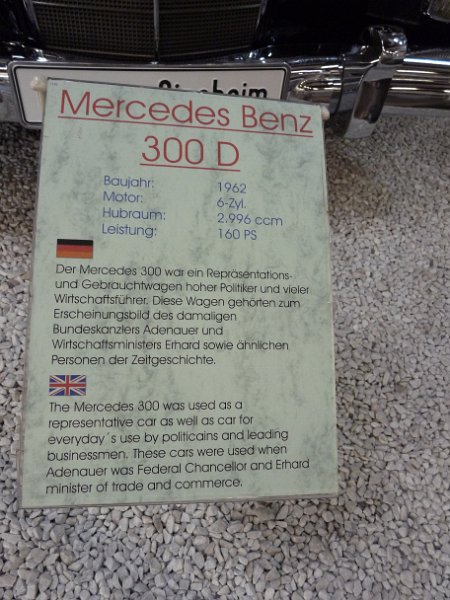 Sinsheim
Mercedes Benz
300 D
Baujahr: 1962
Motor: 6-Zyl.
Hubraum: 2.996 ccm
Leistung: 160 PS
Der Mercedes 300 war ein Repräsentations-
und Gebrauchtwagen hoher Politiker und vieler
Wirtschaftsführer. Diese Wagen gehörten zum
Erscheinungsbild des damaligen
Bundeskanzlers Adenauer und
Wirtschaftsministers Erhard sowie ähnlichen
Personen der Zeitgeschichte.
The Mercedes 300 was used as a
representative car as well as car for
everyday´s use by politicains and leading
businessmen. These cars were used when
Adenauer was Federal Chancellor and Erhard
minister of trade and commerce.